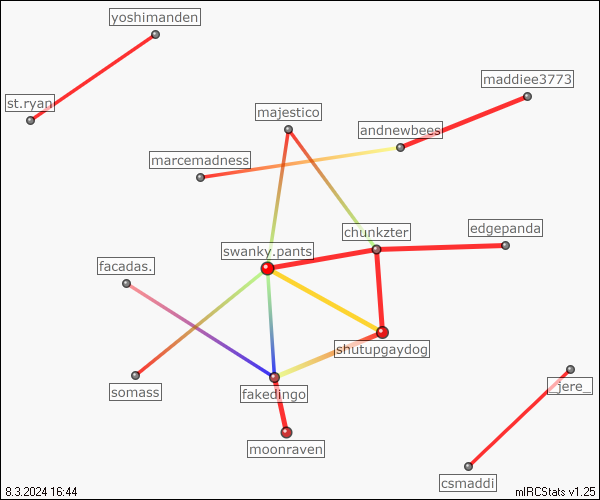 yoshimanden
maddiee3773
st.ryan
majestico
andnewbees
marcemadness
edgepanda
chunkzter
swanky.pants
facadas.
shutupgaydog
_jere_
somass
fakedingo
moonraven
csmaddi
8.3.2024 16:44
mIRCStats v1.25